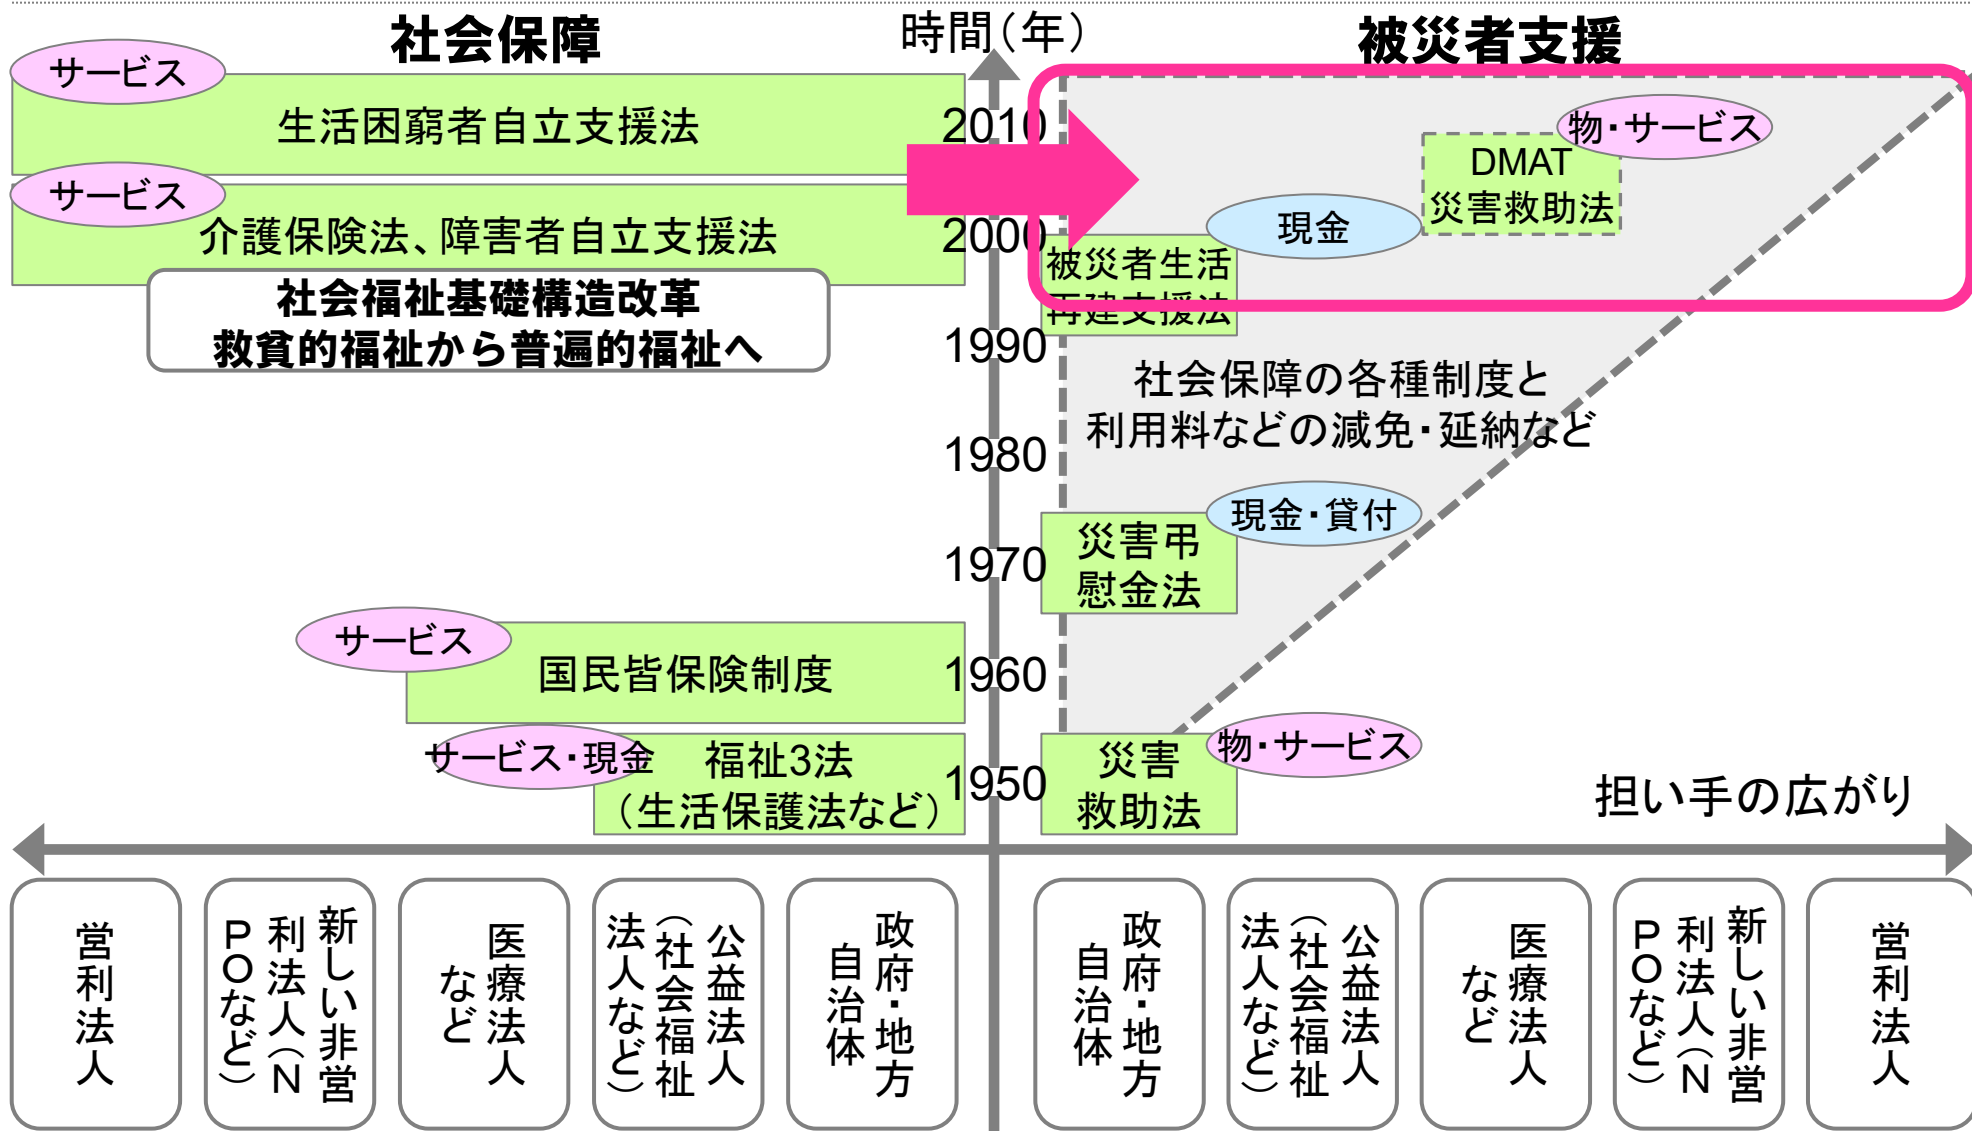 社会保障
時間(年)
被災者支援
サービス
生活困窮者自立支援法
サービス
介護保険法、障害者自立支援法
社会福祉基礎構造改革
救貧的福祉から普遍的福祉へ
サービス
国民皆保険制度
サービス・現金
福祉3法
(生活保護法など)
2010
2000
1990
1980
1970
1960
1950
物・サービス
DMAT
災害救助法
現金
被災者生活
再建支援法
社会保障の各種制度と
利用料などの減免・延納など
現金・貸付
災害弔
慰金法
物・サービス
災害
救助法
担い手の広がり
営利法人
新しい非営
利法人(N
POなど)
医療法人
など
公益法人
(社会福祉
法人など)
政府・地方
自治体
政府・地方
自治体
公益法人
(社会福祉
法人など)
医療法人
など
新しい非営
利法人(N
POなど)
営利法人